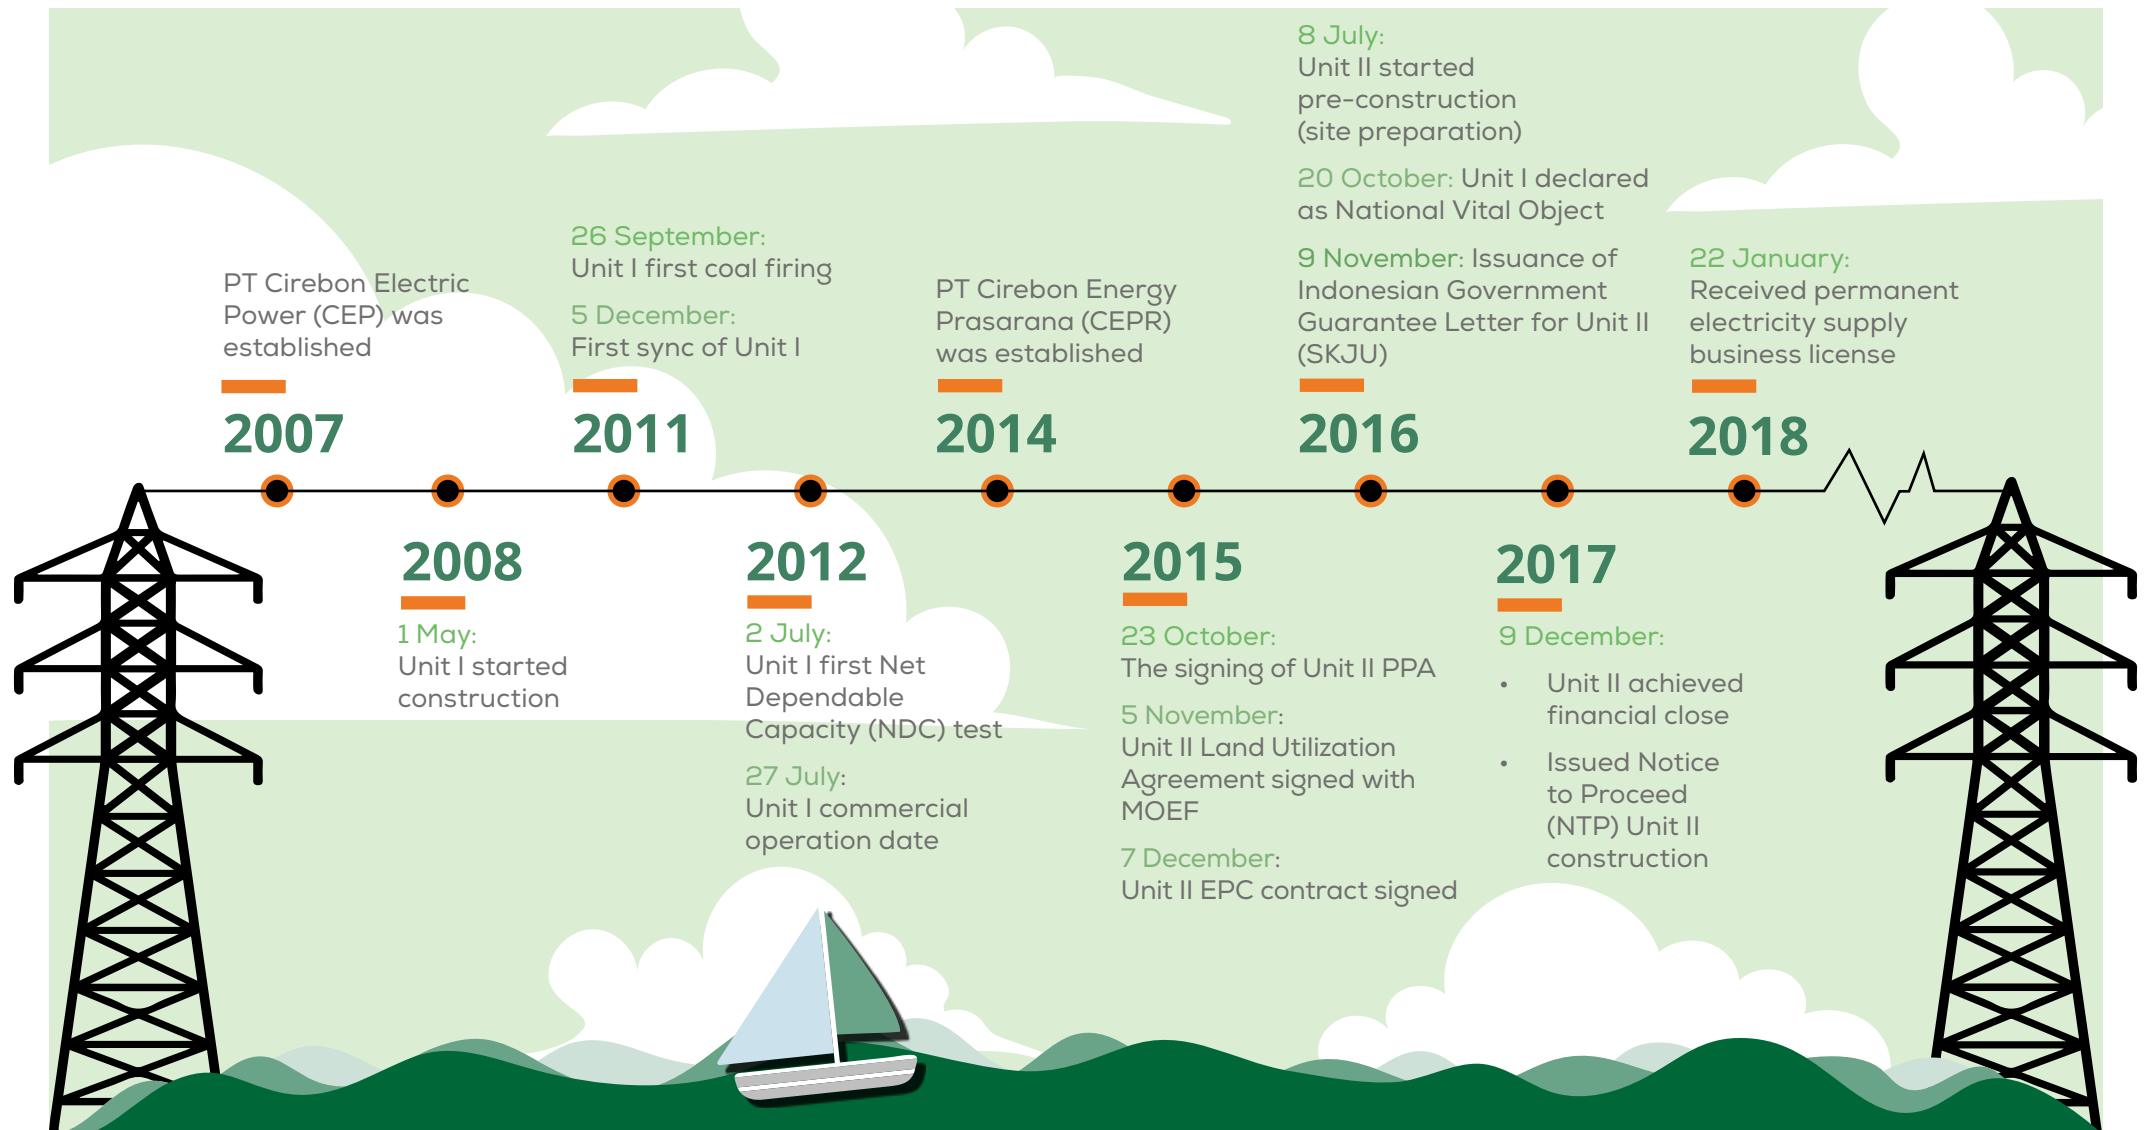 PT Cirebon Electric
Power (CEP) was
established
2007
2008
1 May:
Unit I started
construction
26 September:
Unit I first coal firing
5 December:
First sync of Unit I
2011
2012
2 July:
Unit I first Net
Dependable
Capacity (NDC) test
27 July:
Unit I commercial
operation date
PT Cirebon Energy
Prasarana (CEPR)
was established
2014
2015
23 October:
The signing of Unit II PPA
5 November:
Unit II Land Utilization
Agreement signed with
MOEF
7 December:
Unit II EPC contract signed
8 July:
Unit II started
pre-construction
(site preparation)
20 October: Unit I declared
as National Vital Object
9 November: Issuance of
Indonesian Government
Guarantee Letter for Unit II
(SKJU)
2016
2017
9 December:
• Unit II achieved
financial close
• Issued Notice
to Proceed
(NTP) Unit II
construction
22 January:
Received permanent
electricity supply
business license
2018